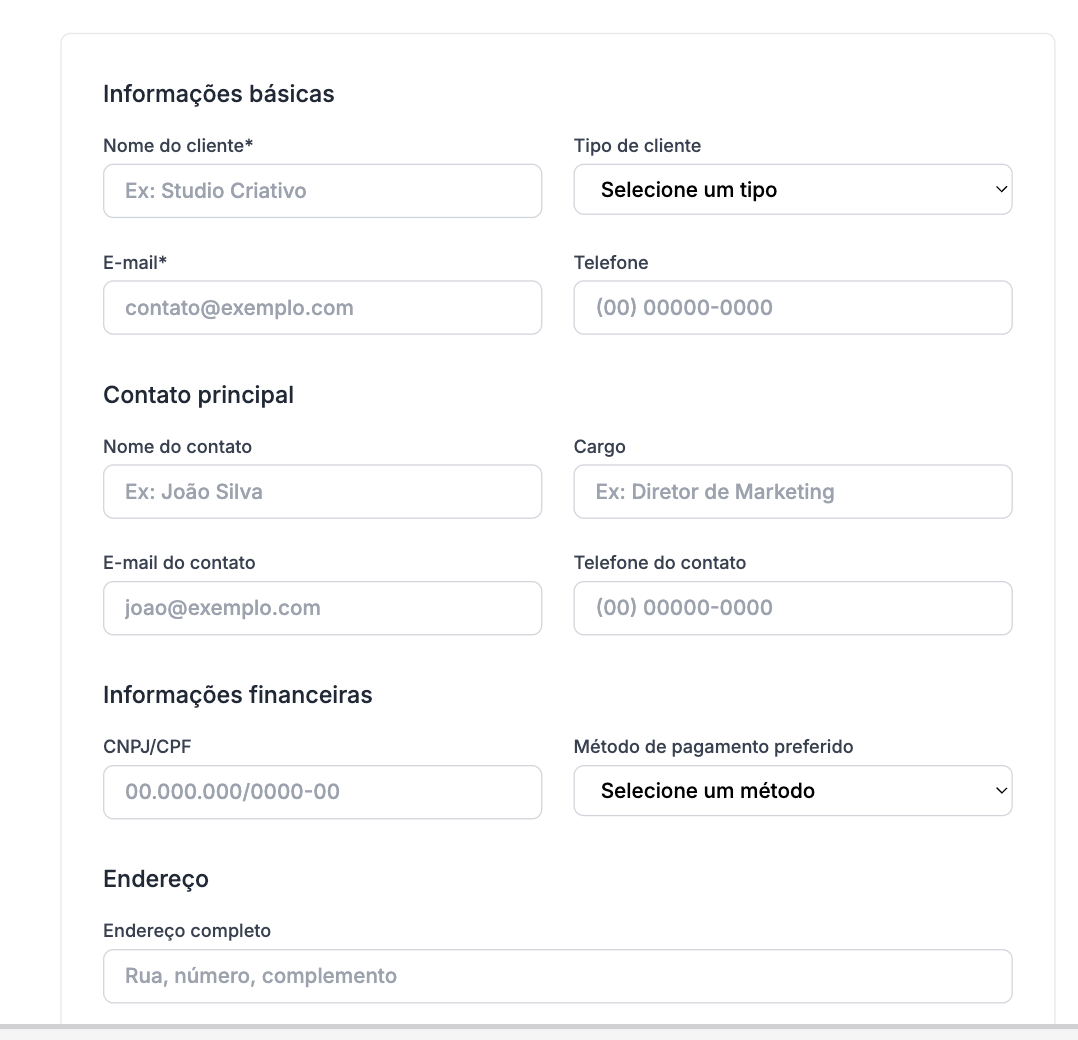 Informações básicas
Nome do cliente*
Tipo de cliente
Ex: Studio Criativo
Selecione um tipo
E-mail*
Telefone
contato@exemplo.com
(00) 00000-0000
Contato principal
Nome do contato
Cargo
Ex: João Silva
Ex: Diretor de Marketing
E-mail do contato
Telefone do contato
joao@exemplo.com
(00) 00000-0000
Informações financeiras
CNPJ/CPF
Método de pagamento preferido
00.000.000/0000-00
Selecione um método
Endereço
Endereço completo
Rua, número, complemento